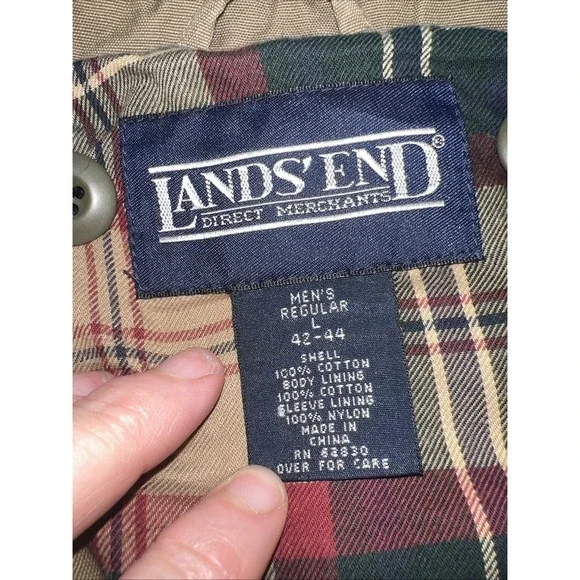 LANDS' END®
DIRECT MERCHANTS
MEN'S
REGULAR
L
42-44
SHELL
100% COTTON
BODY LINING
100% COTTON
SLEEVE LINING
100% NYLON
MADE IN
CHINA
RN 62830
OVER FOR CARE